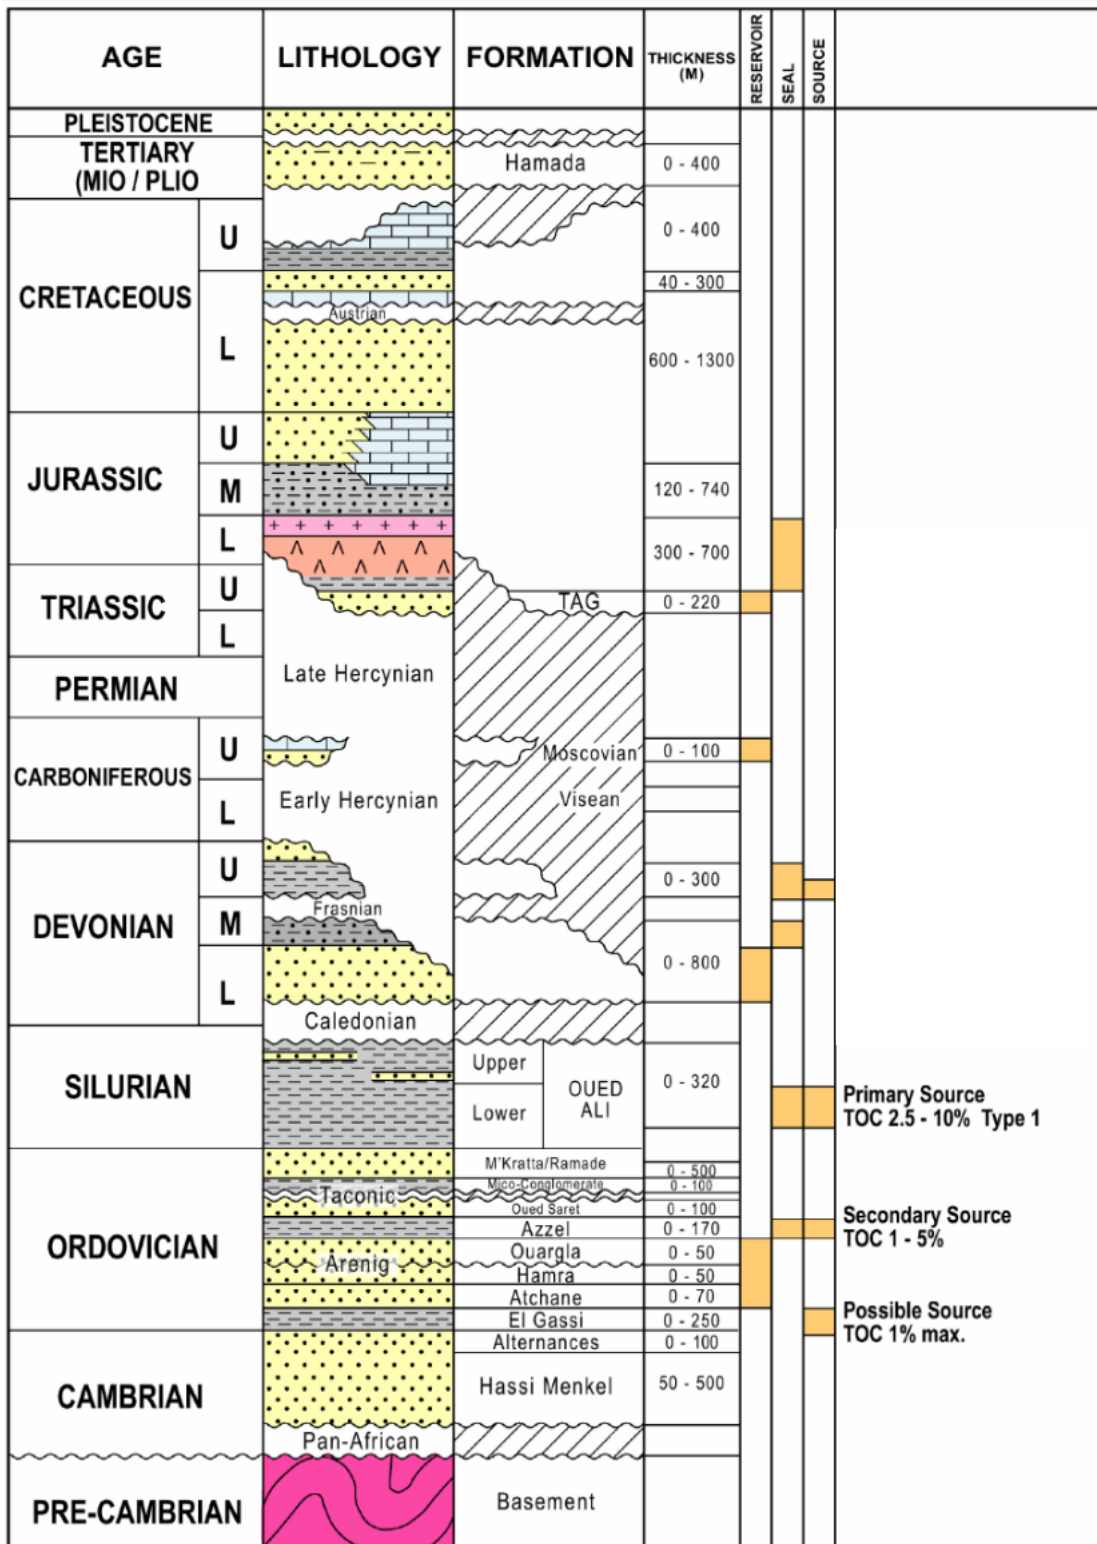 AGE
LITHOLOGY
FORMATION
THICKNESS
(M)
RESERVOIR
SEAL
SOURCE
PLEISTOCENE
TERTIARY
(MIO / PLIO
Hamada
0 - 400
CRETACEOUS
U
0 - 400
40 - 300
Austrian
L
600 - 1300
JURASSIC
U
M
120 - 740
L
300 - 700
TRIASSIC
U
TAG
0 - 220
L
PERMIAN
Late Hercynian
CARBONIFEROUS
U
Moscovian
0 - 100
Early Hercynian
Visean
L
DEVONIAN
U
0 - 300
Frasnian
M
0 - 800
L
Caledonian
SILURIAN
Upper
Lower
OUED
ALI
0 - 320
Primary Source
TOC 2.5 - 10% Type 1
ORDOVICIAN
M'Kratta/Ramade
0 - 500
Mico-Conglomerate
0 - 100
Taconic
Oued Saret
0 - 100
Azzel
0 - 170
Secondary Source
TOC 1 - 5%
Ouargla
0 - 50
Arenig
Hamra
0 - 50
Atchane
0 - 70
El Gassi
0 - 250
Possible Source
TOC 1% max.
CAMBRIAN
Alternances
0 - 100
Hassi Menkel
50 - 500
Pan-African
PRE-CAMBRIAN
Basement